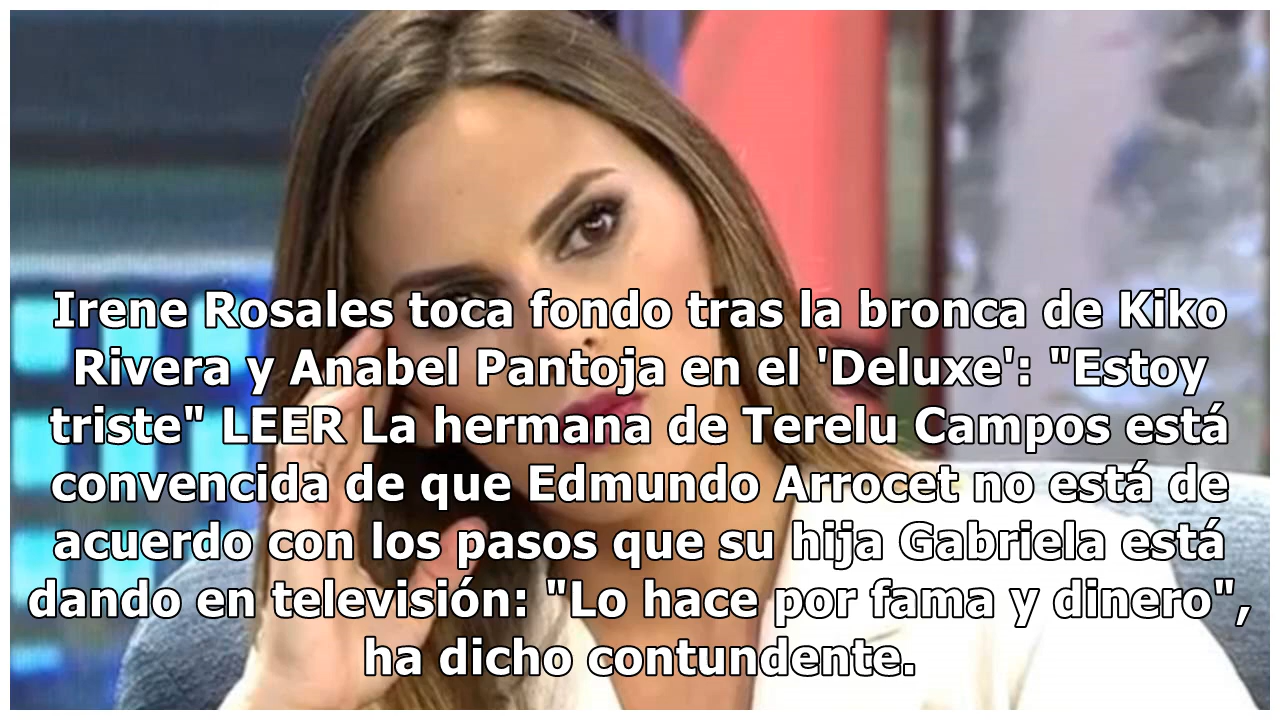 Irene Rosales toca fondo tras la bronca de Kiko
Rivera y Anabel Pantoja en el 'Deluxe': "Estoy
triste" LEER La hermana de Terelu Campos está
convencida de que Edmundo Arrocet no está de
acuerdo con los pasos que su hija Gabriela está
dando en televisión: "Lo hace por fama y dinero",
ha dicho contundente.